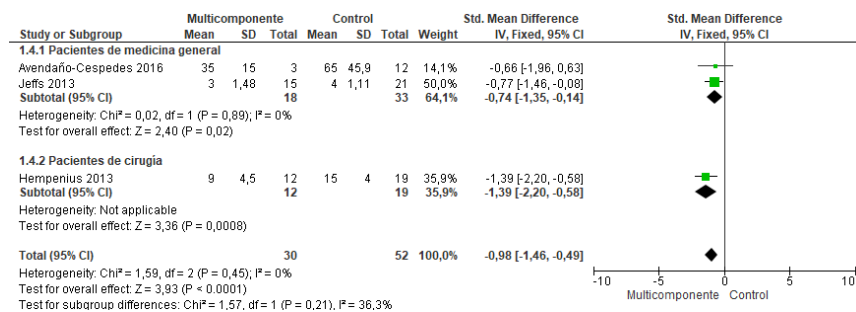 Multicomponente Control Std. Mean Difference Std. Mean Difference
Study or Subgroup Mean SD Total Mean SD Total Weight IV, Fixed, 95% CI IV, Fixed, 95% CI
1.4.1 Pacientes de medicina general
Avendaño-Cespedes 2016 35 15 3 65 45,9 12 14,1% -0,66 [-1,96, 0,63]
Jeffs 2013 3 1,48 15 4 1,11 21 50,0% -0,77 [-1,46, -0,08]
Subtotal (95% CI) 18 33 64,1% -0,74 [-1,35, -0,14]
Heterogeneity: Chi² = 0,02, df = 1 (P = 0,89); I² = 0%
Test for overall effect: Z = 2,40 (P = 0,02)
1.4.2 Pacientes de cirugía
Hempenius 2013 9 4,5 12 15 4 19 35,9% -1,39 [-2,20, -0,58]
Subtotal (95% CI) 12 19 35,9% -1,39 [-2,20, -0,58]
Heterogeneity: Not applicable
Test for overall effect: Z = 3,36 (P = 0,0008)
Total (95% CI) 30 52 100,0% -0,98 [-1,46, -0,49]
Heterogeneity: Chi² = 1,59, df = 2 (P = 0,45); I² = 0%
Test for overall effect: Z = 3,93 (P < 0.0001)
Test for subgroup differences: Chi² = 1,57, df = 1 (P = 0,21), I² = 36,3%
-10 -5 0 5 10
Multicomponente Control